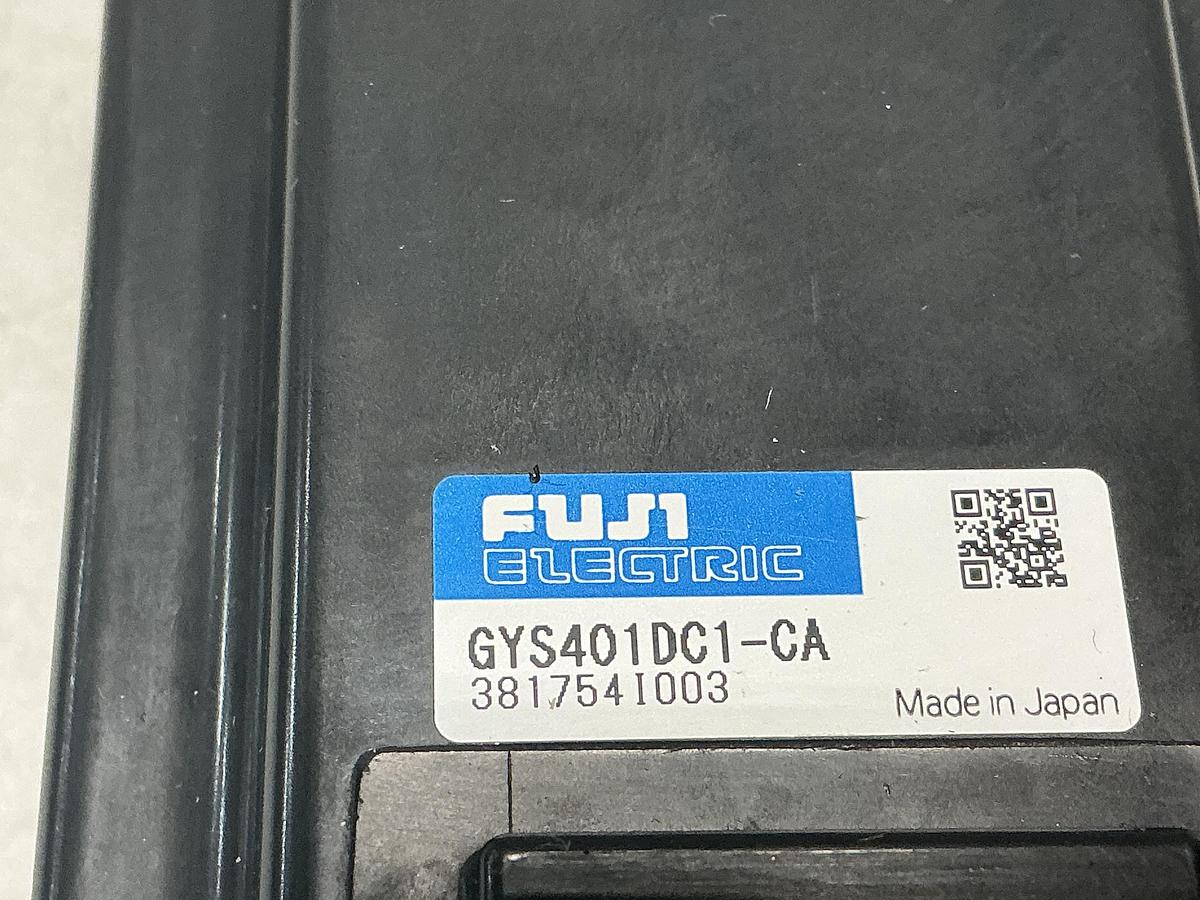 FUJI
ELECTRIC
GYS401DC1-CA
381754I003
Made in Japan